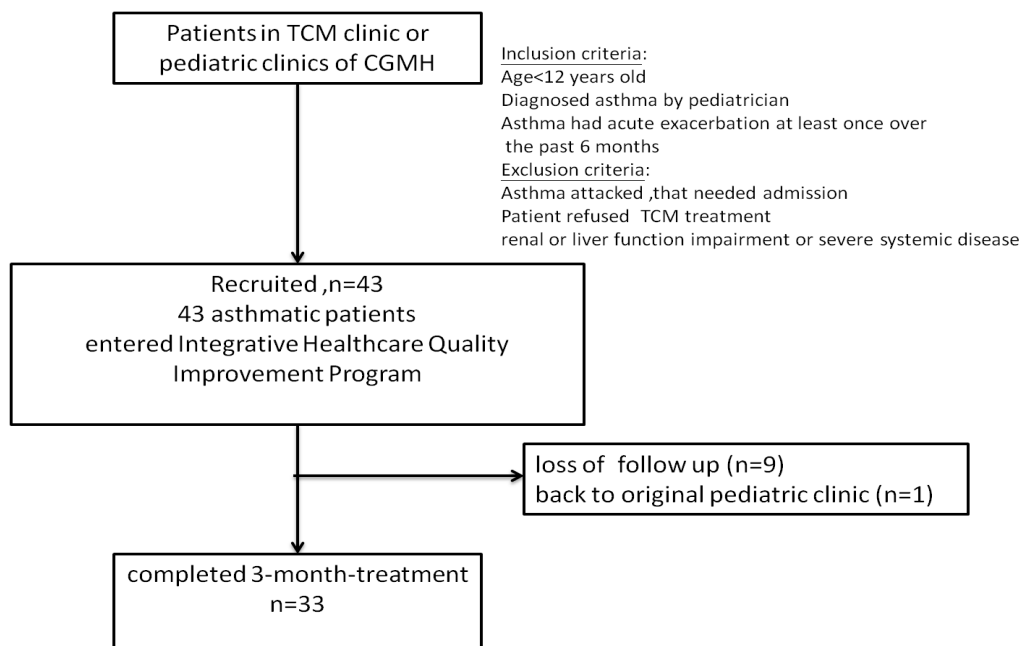 Patients in TCM clinic or
pediatric clinics of CGMH
Inclusion criteria:
Age<12 years old
Diagnosed asthma by pediatrician
Asthma had acute exacerbation at least once over
the past 6 months
Exclusion criteria:
Asthma attacked ,that needed admission
Patient refused TCM treatment
renal or liver function impairment or severe systemic disease
Recruited ,n=43
43 asthmatic patients
entered Integrative Healthcare Quality
Improvement Program
loss of follow up (n=9)
back to original pediatric clinic (n=1)
completed 3-month-treatment
n=33